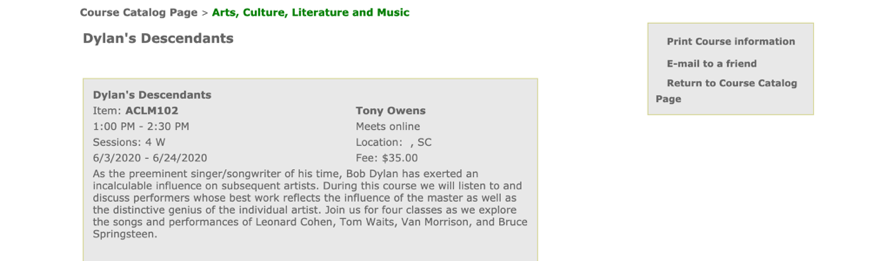 Course Catalog Page > Arts, Culture, Literature and Music
Dylan's Descendants
Print Course information
E-mail to a friend
Return to Course Catalog
Page
Dylan's Descendants
Item: ACLM102 Tony Owens
1:00 PM - 2:30 PM Meets online
Sessions: 4 W Location: , SC
6/3/2020 - 6/24/2020 Fee: $35.00
As the preeminent singer/songwriter of his time, Bob Dylan has exerted an
incalculable influence on subsequent artists. During this course we will listen to and
discuss performers whose best work reflects the influence of the master as well as
the distinctive genius of the individual artist. Join us for four classes as we explore
the songs and performances of Leonard Cohen, Tom Waits, Van Morrison, and Bruce
Springsteen.